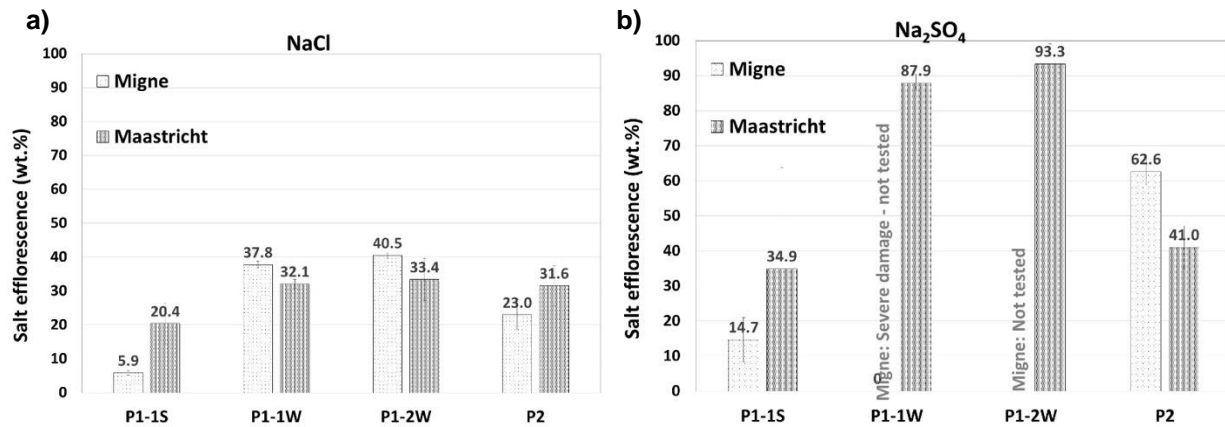 a)
NaCl
Salt efflorescence (wt.%)
100
90
80
70
60
50
40
30
20
10
0
Migne
Maastricht
5.9
20.4
37.8
32.1
40.5
33.4
23.0
31.6
P1-1S
P1-1W
P1-2W
P2
b)
Na₂SO₄
Salt efflorescence (wt.%)
100
90
80
70
60
50
40
30
20
10
0
Migne
Maastricht
14.7
34.9
0
Migne: Severe damage - not tested
87.9
Migne: Not tested
93.3
62.6
41.0
P1-1S
P1-1W
P1-2W
P2